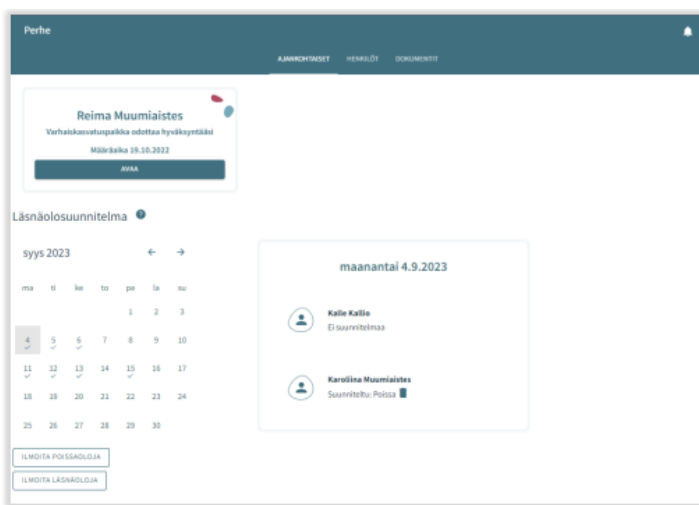 Perhe
AJANKOHTAISET HENKILÖT DOKUMENTIT
Reima Muumiaistes
Varhaiskasvatuspaikka odottaa hyväksyntääsi
Määräaika 19.10.2022
AVAA
Läsnäolosuunnitelma ?
syys 2023 ← →
ma ti ke to pe la su
1 2 3
4 5 6 7 8 9 10
11 12 13 14 15 16 17
18 19 20 21 22 23 24
25 26 27 28 29 30
ILMOITA POISSAOLOJA
ILMOITA LÄSNÄOLOJA
maanantai 4.9.2023
Kalle Kallio
Ei suunnitelmaa
Karoliina Muumiaistes
Suunniteltu: Poissa